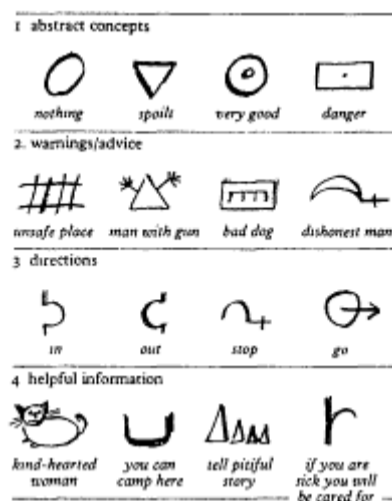 1 abstract concepts
nothing spoilt very good danger
2. warnings/advice
unsafe place man with gun bad dog dishonest man
3 directions
in out stop go
4 helpful information
kind-hearted woman
you can camp here
tell pitiful story
if you are sick you will be cared for